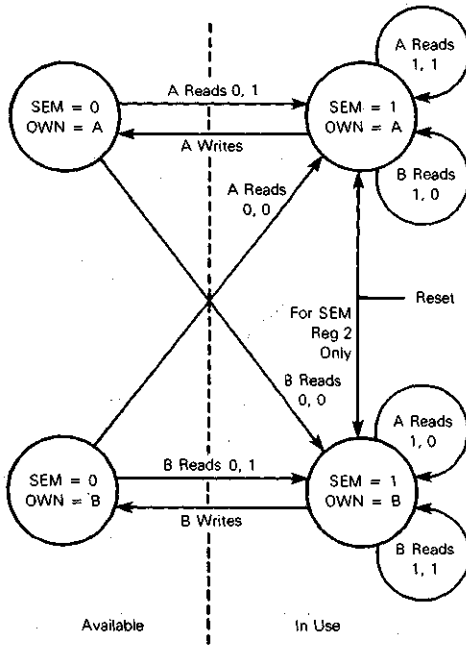 A Reads
1, 1
SEM = 0
OWN = A
A Reads 0, 1
A Writes
SEM = 1
OWN = A
B Reads
1, 0
A Reads
0, 0
For SEM
Reg 2
Only
Reset
B Reads
0, 0
A Reads
1, 0
SEM = 0
OWN = B
B Reads 0, 1
B Writes
SEM = 1
OWN = B
B Reads
1, 1
Available
In Use